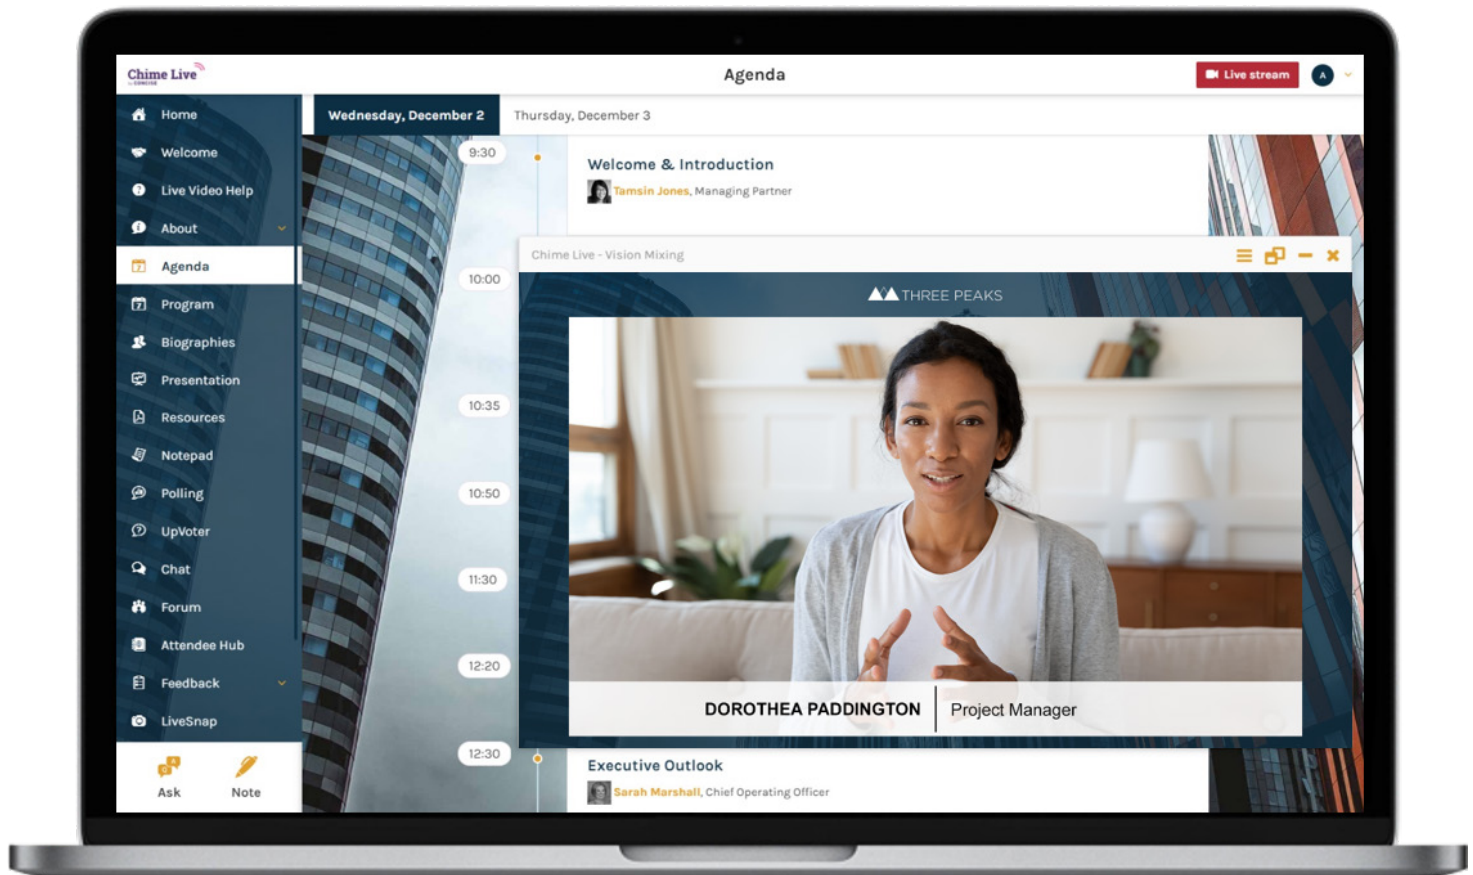 Chime Live
by CONCISE
Agenda
Live stream
A
Home
Welcome
Live Video Help
About
Agenda
Program
Biographies
Presentation
Resources
Notepad
Polling
UpVoter
Chat
Forum
Attendee Hub
Feedback
LiveSnap
Ask
Note
Wednesday, December 2
Thursday, December 3
9:30
Welcome & Introduction
Tamsin Jones, Managing Partner
10:00
10:35
10:50
11:30
12:20
12:30
Chime Live - Vision Mixing
THREE PEAKS
DOROTHEA PADDINGTON
Project Manager
Executive Outlook
Sarah Marshall, Chief Operating Officer